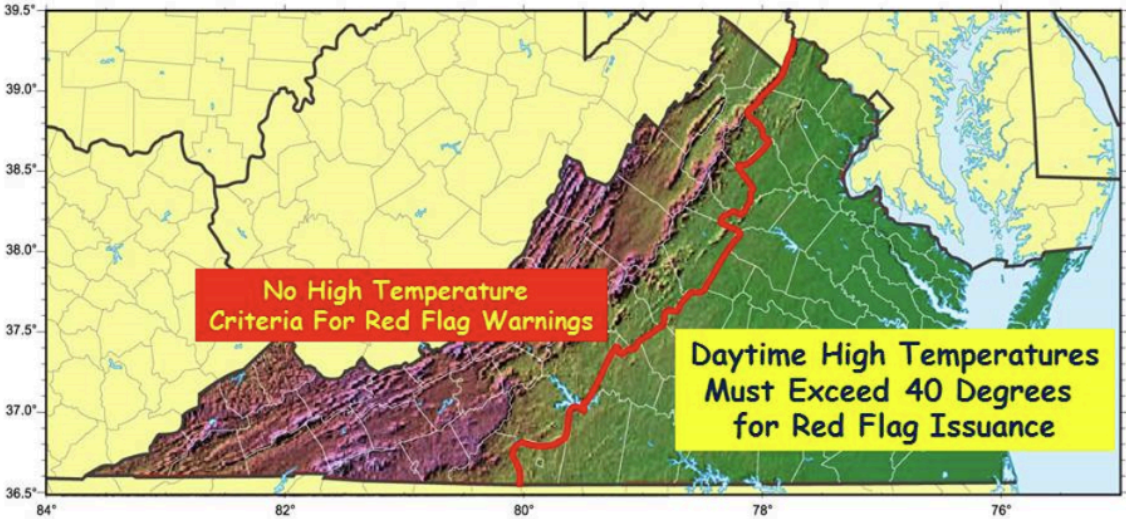 39.5°
39.0°
38.5°
38.0°
37.5°
37.0°
36.5°
84°
82°
80°
78°
76°
No High Temperature
Criteria For Red Flag Warnings
Daytime High Temperatures
Must Exceed 40 Degrees
for Red Flag Issuance